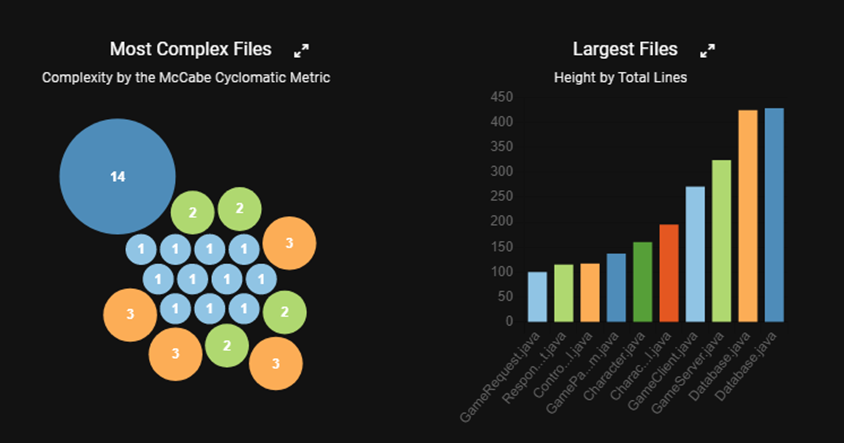 Most Complex Files
Complexity by the McCabe Cyclomatic Metric
14
2
2
3
1
1
1
1
1
1
1
1
3
1
1
1
2
3
2
3
Largest Files
Height by Total Lines
450
400
350
300
250
200
150
100
50
0
GameRequest.java
Respon...t.java
Contro...l.java
GamePa...m.java
Character.java
Charac...l.java
GameClient.java
GameServer.java
Database.java
Database.java